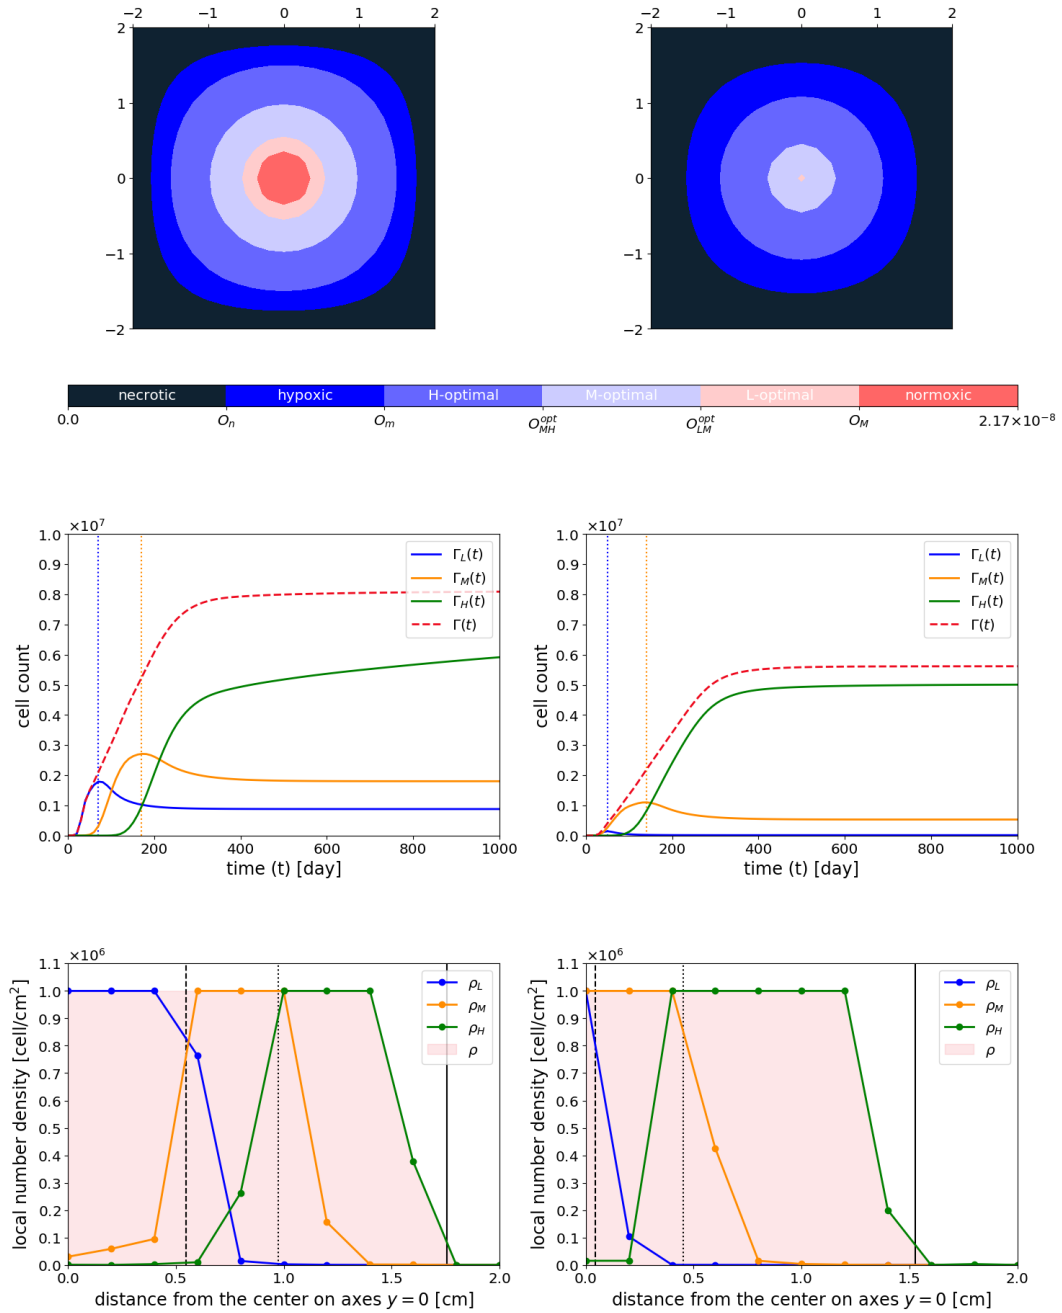 −2 −1 0 1 2
−2 −1 0 1 2
2
1
0
−1
−2
2
1
0
−1
−2
necrotic hypoxic H-optimal M-optimal L-optimal normoxic
0.0 O_n O_m O_{MH}^{opt} O_{LM}^{opt} O_M 2.17×10^{−8}
×10^7
1.0
0.9
0.8
0.7
0.6
0.5
0.4
0.3
0.2
0.1
0.0
cell count
Γ_L(t)
Γ_M(t)
Γ_H(t)
Γ(t)
0 200 400 600 800 1000
time (t) [day]
×10^7
1.0
0.9
0.8
0.7
0.6
0.5
0.4
0.3
0.2
0.1
0.0
cell count
Γ_L(t)
Γ_M(t)
Γ_H(t)
Γ(t)
0 200 400 600 800 1000
time (t) [day]
×10^6
1.1
1.0
0.9
0.8
0.7
0.6
0.5
0.4
0.3
0.2
0.1
0.0
local number density [cell/cm^2]
ρ_L
ρ_M
ρ_H
ρ
0.0 0.5 1.0 1.5 2.0
distance from the center on axes y = 0 [cm]
×10^6
1.1
1.0
0.9
0.8
0.7
0.6
0.5
0.4
0.3
0.2
0.1
0.0
local number density [cell/cm^2]
ρ_L
ρ_M
ρ_H
ρ
0.0 0.5 1.0 1.5 2.0
distance from the center on axes y = 0 [cm]